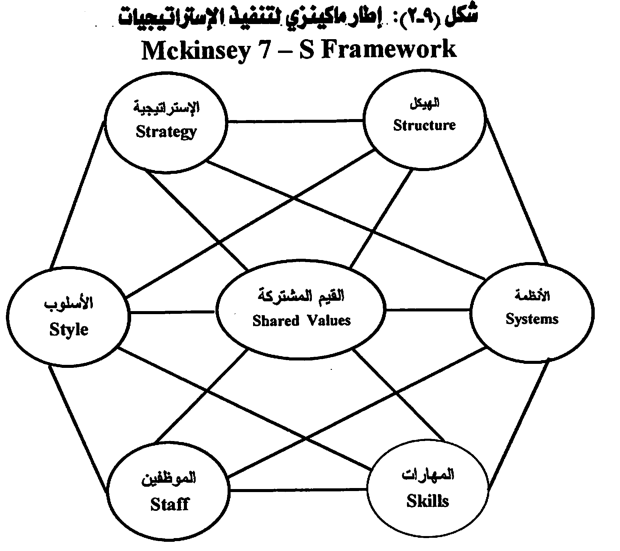 شكل (٩-٢): إطار ماكينزي لتنفيذ الإستراتيجيات
Mckinsey 7 – S Framework
الهيكل
Structure
الإستراتيجية
Strategy
الأنظمة
Systems
القيم المشتركة
Shared Values
الأسلوب
Style
المهارات
Skills
الموظفين
Staff